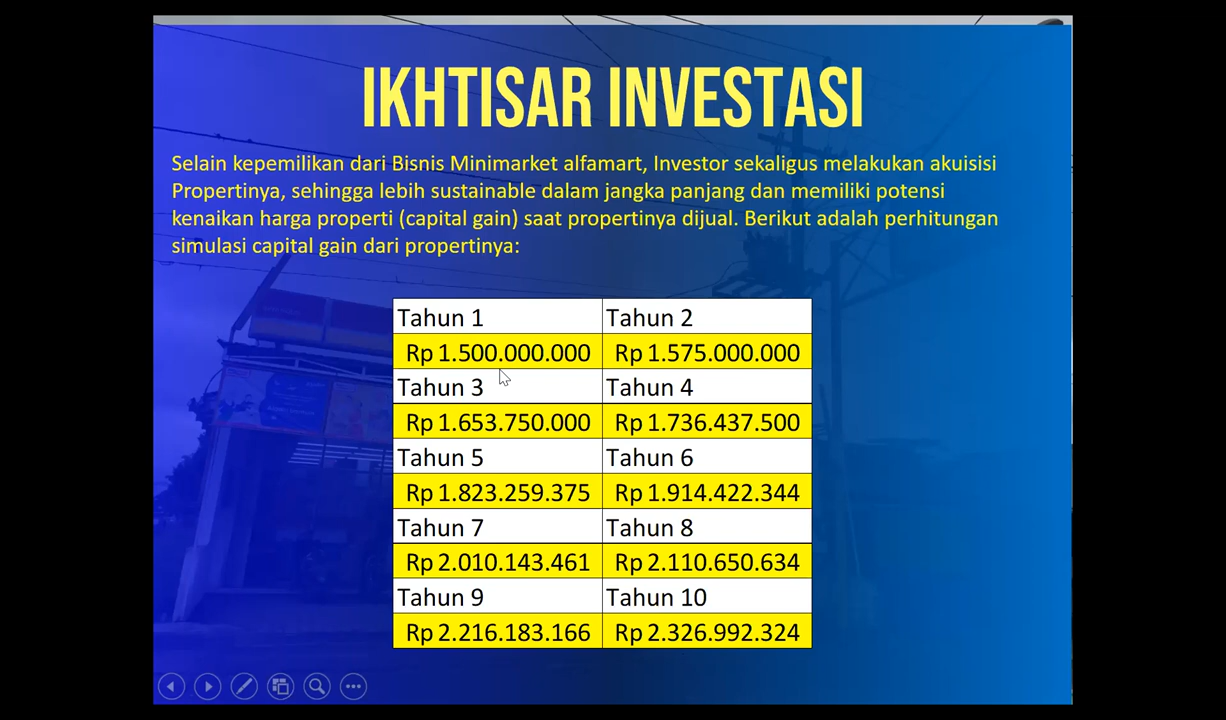 IKHTISAR INVESTASI
Selain kepemilikan dari Bisnis Minimarket alfamart, Investor sekaligus melakukan akuisisi
Propertinya, sehingga lebih sustainable dalam jangka panjang dan memiliki potensi
kenaikan harga properti (capital gain) saat propertinya dijual. Berikut adalah perhitungan
simulasi capital gain dari propertinya:
Tahun 1 Tahun 2
Rp 1.500.000.000 Rp 1.575.000.000
Tahun 3 Tahun 4
Rp 1.653.750.000 Rp 1.736.437.500
Tahun 5 Tahun 6
Rp 1.823.259.375 Rp 1.914.422.344
Tahun 7 Tahun 8
Rp 2.010.143.461 Rp 2.110.650.634
Tahun 9 Tahun 10
Rp 2.216.183.166 Rp 2.326.992.324